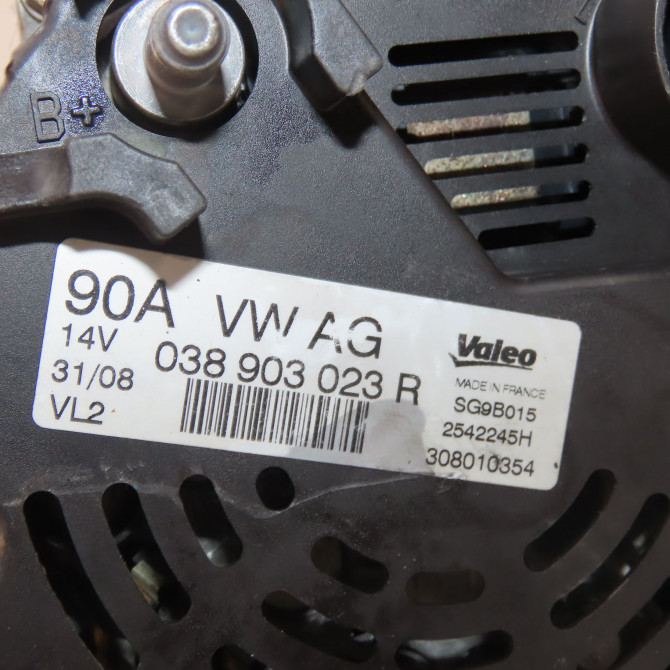 B+
90A VW AG
14V 038 903 023 R
31/08
VL2
Valeo
MADE IN FRANCE
SG9B015
2542245H
308010354